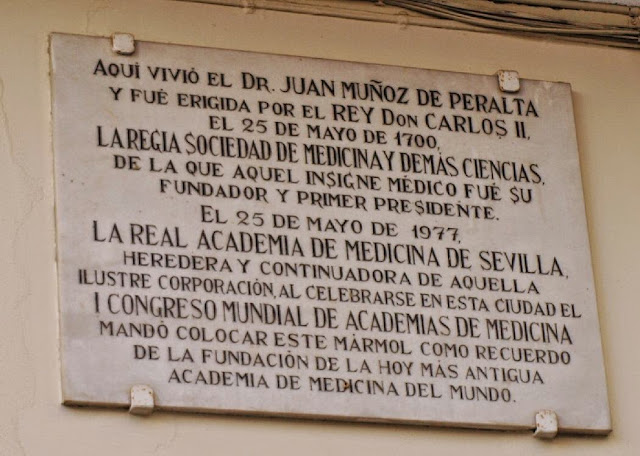 AQUÍ VIVIÓ EL DR. JUAN MUÑOZ DE PERALTA
Y FUÉ ERIGIDA POR EL REY DON CARLOS II,
EL 25 DE MAYO DE 1700,
LA REGIA SOCIEDAD DE MEDICINA Y DEMÁS CIENCIAS,
DE LA QUE AQUEL INSIGNE MÉDICO FUÉ SU
FUNDADOR Y PRIMER PRESIDENTE.
EL 25 DE MAYO DE 1977,
LA REAL ACADEMIA DE MEDICINA DE SEVILLA,
HEREDERA Y CONTINUADORA DE AQUELLA
ILUSTRE CORPORACIÓN, AL CELEBRARSE EN ESTA CIUDAD EL
I CONGRESO MUNDIAL DE ACADEMIAS DE MEDICINA
MANDÓ COLOCAR ESTE MÁRMOL COMO RECUERDO
DE LA FUNDACIÓN DE LA HOY MÁS ANTIGUA
ACADEMIA DE MEDICINA DEL MUNDO.